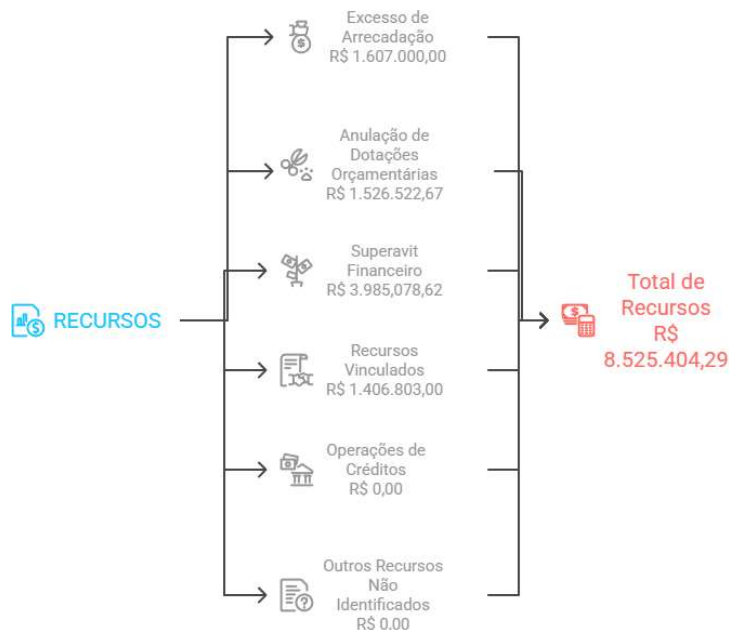 Excesso de
Arrecadação
R$ 1.607.000,00
Anulação de
Dotações
Orçamentárias
R$ 1.526.522,67
Superavit
Financeiro
R$ 3.985,078,62
RECURSOS
Total de
Recursos
R$
8.525.404,29
Recursos
Vinculados
R$ 1.406.803,00
Operações de
Créditos
R$ 0,00
Outros Recursos
Não
Identificados
R$ 0,00